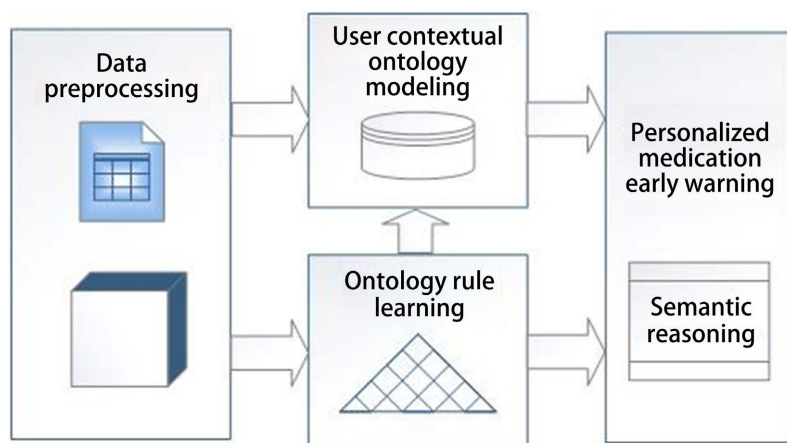 Data
preprocessing
User contextual
ontology
modeling
Ontology rule
learning
Personalized
medication
early warning
Semantic
reasoning